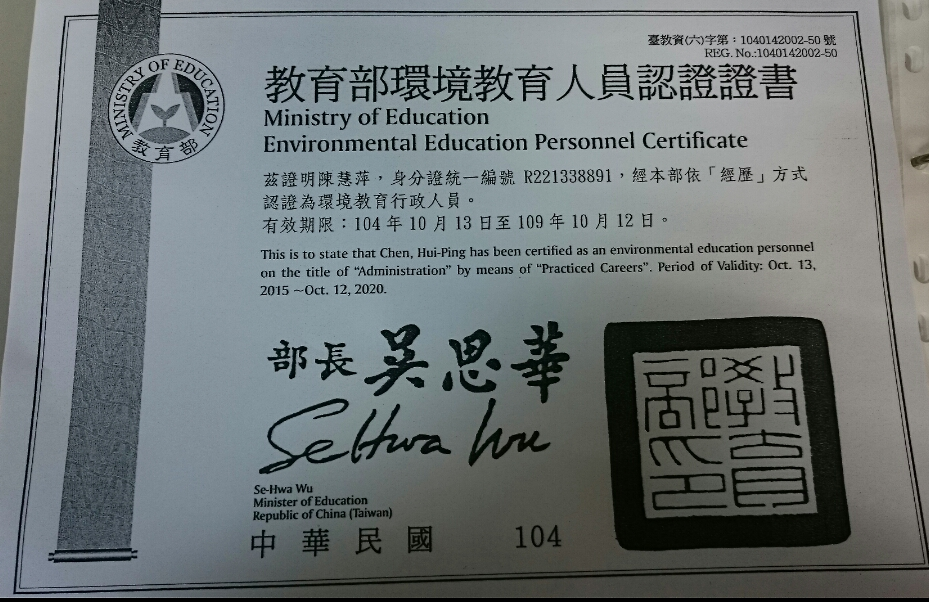 臺教資(六)字第：1040142002-50 號
REG. No.:1040142002-50
MINISTRY OF EDUCATION
教育部
教育部環境教育人員認證證書
Ministry of Education
Environmental Education Personnel Certificate
茲證明陳慧萍，身分證統一編號 R221338891，經本部依「經歷」方式
認證為環境教育行政人員。
有效期限：104 年 10 月 13 日至 109 年 10 月 12 日。
This is to state that Chen, Hui-Ping has been certified as an environmental education personnel
on the title of “Administration” by means of “Practiced Careers”. Period of Validity: Oct. 13,
2015 ~Oct. 12, 2020.
部長 吳思華
SeHwa Wu
Se-Hwa Wu
Minister of Education
Republic of China (Taiwan)
中華民國 104
教育部印